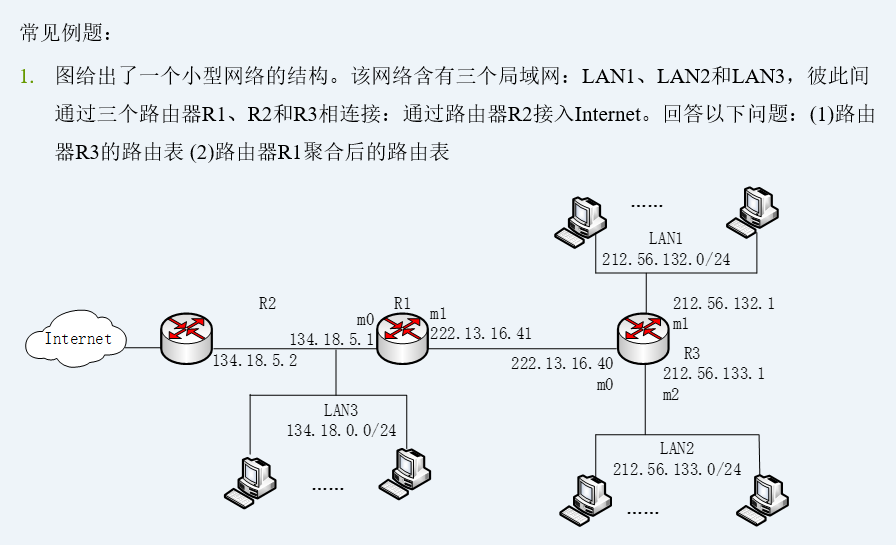 常见例题：
1. 图给出了一个小型网络的结构。该网络含有三个局域网：LAN1、LAN2和LAN3，彼此间
通过三个路由器R1、R2和R3相连接：通过路由器R2接入Internet。回答以下问题：(1)路由
器R3的路由表 (2)路由器R1聚合后的路由表
……
LAN1
212.56.132.0/24
R2
R1
m0
m1
212.56.132.1
m1
Internet
134.18.5.1
222.13.16.41
134.18.5.2
222.13.16.40
m0
R3
212.56.133.1
m2
LAN3
134.18.0.0/24
LAN2
212.56.133.0/24
……
……